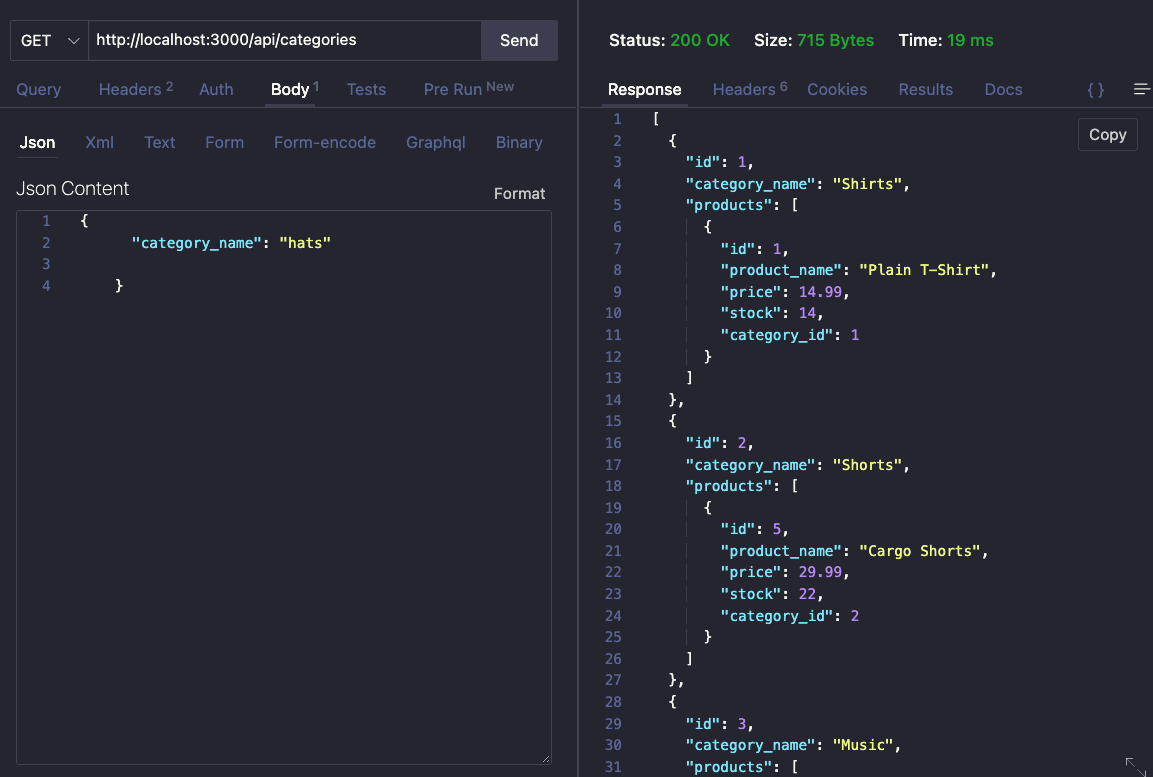 GET http://localhost:3000/api/categories Send
Query Headers 2 Auth Body 1 Tests Pre Run New
Json Xml Text Form Form-encode Graphql Binary
Json Content Format
1 {
2 "category_name": "hats"
3
4 }
Status: 200 OK Size: 715 Bytes Time: 19 ms
Response Headers 6 Cookies Results Docs { }
Copy
1 [
2 {
3 "id": 1,
4 "category_name": "Shirts",
5 "products": [
6 {
7 "id": 1,
8 "product_name": "Plain T-Shirt",
9 "price": 14.99,
10 "stock": 14,
11 "category_id": 1
12 }
13 ]
14 },
15 {
16 "id": 2,
17 "category_name": "Shorts",
18 "products": [
19 {
20 "id": 5,
21 "product_name": "Cargo Shorts",
22 "price": 29.99,
23 "stock": 22,
24 "category_id": 2
25 }
26 ]
27 },
28 {
29 "id": 3,
30 "category_name": "Music",
31 "products": [